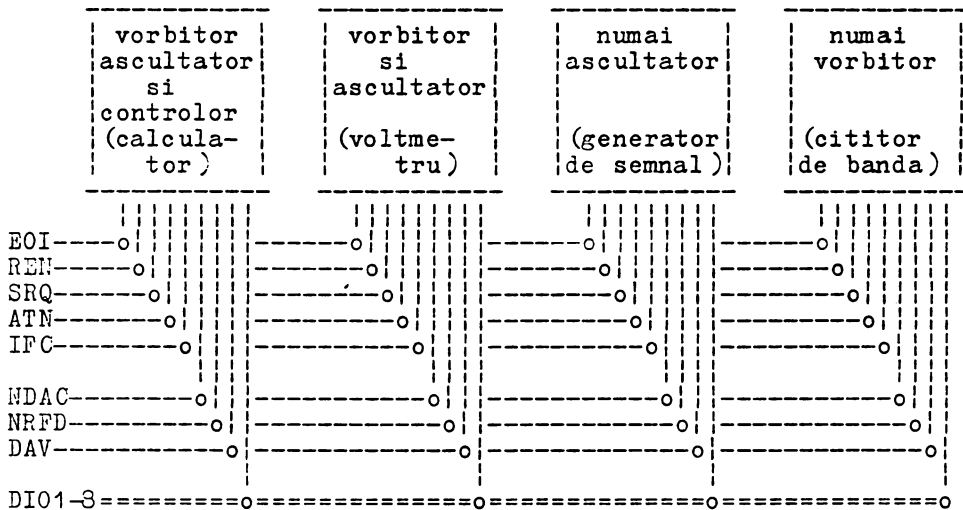 vorbitor
ascultator
si
controlor
(calcula-
tor)
vorbitor
si
ascultator
(voltme-
tru)
numai
ascultator
(generator
de semnal)
numai
vorbitor
(cititor
de banda)
EOI
REN
SRQ
ATN
IFC
NDAC
NRFD
DAV
DIO1-8